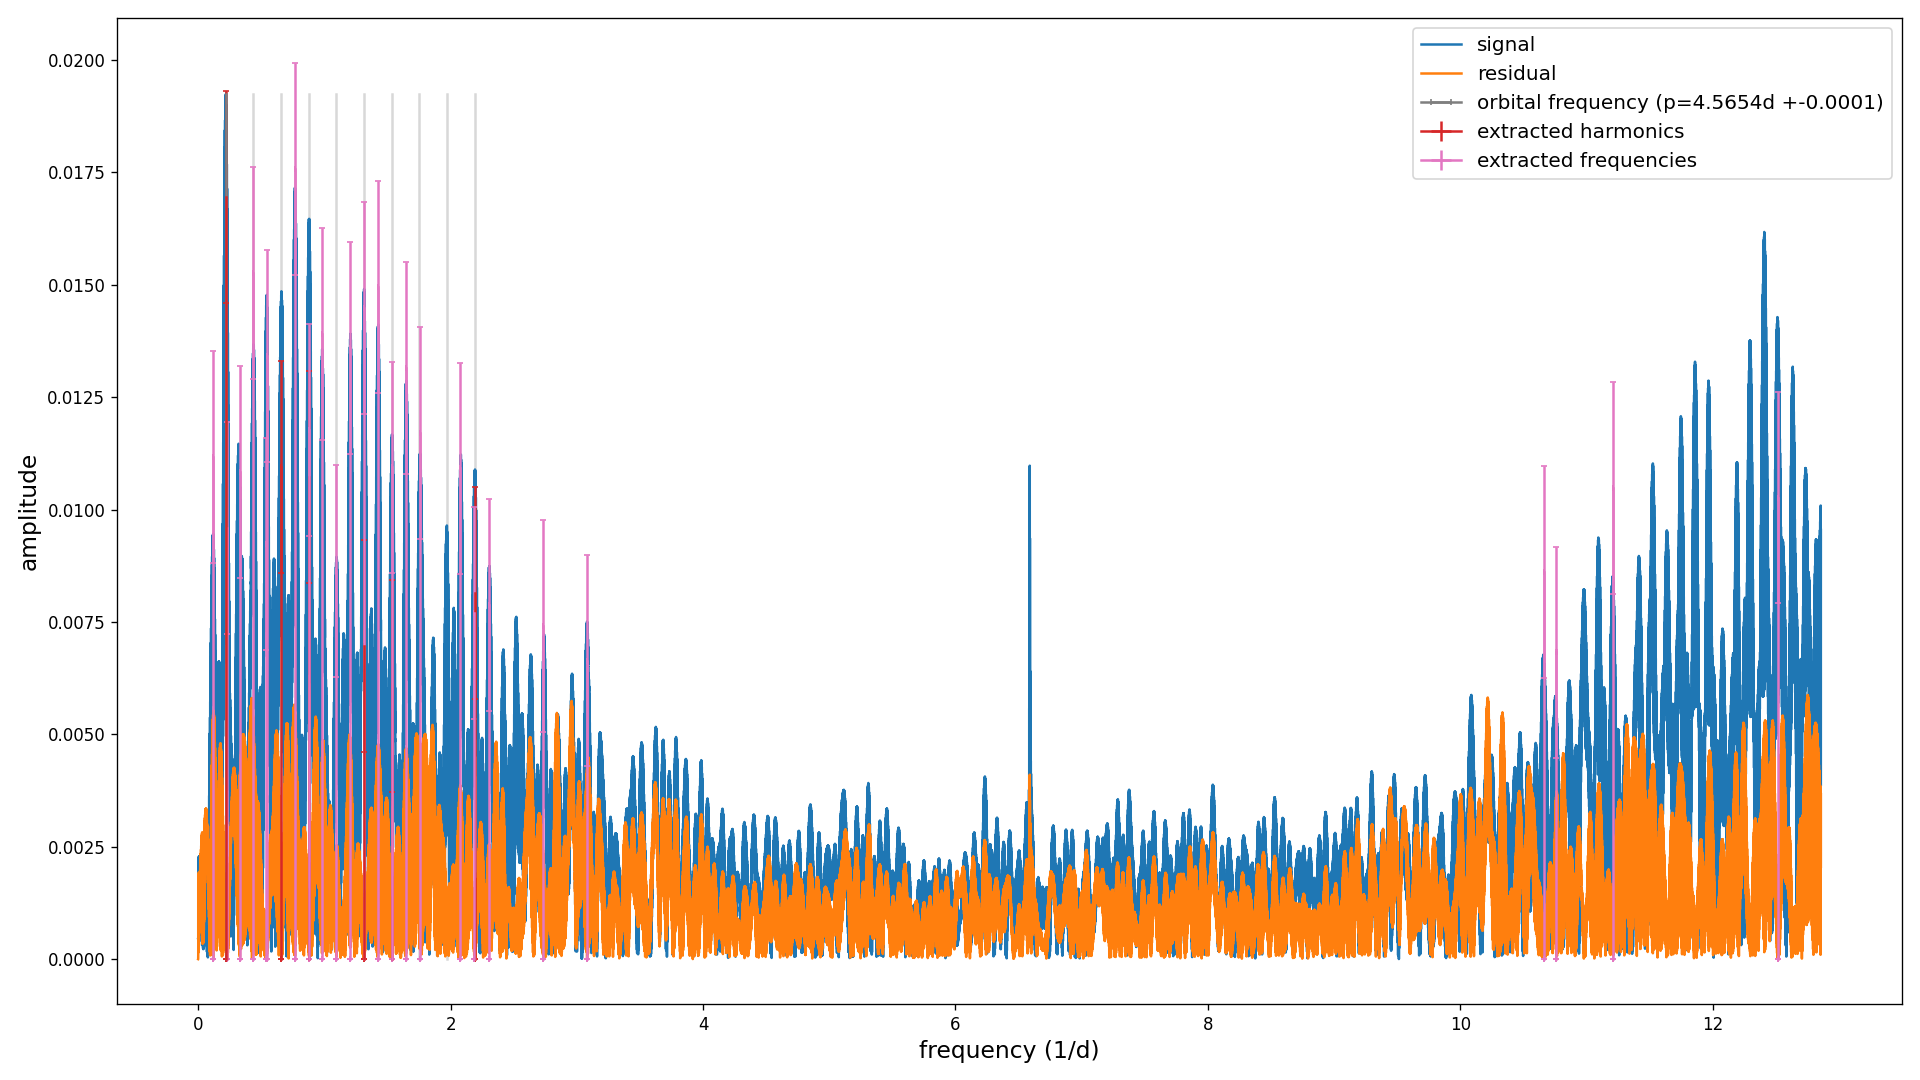 signal
residual
orbital frequency (p=4.5654d +-0.0001)
extracted harmonics
extracted frequencies
0.0200
0.0175
0.0150
0.0125
0.0100
0.0075
0.0050
0.0025
0.0000
amplitude
0 2 4 6 8 10 12
frequency (1/d)